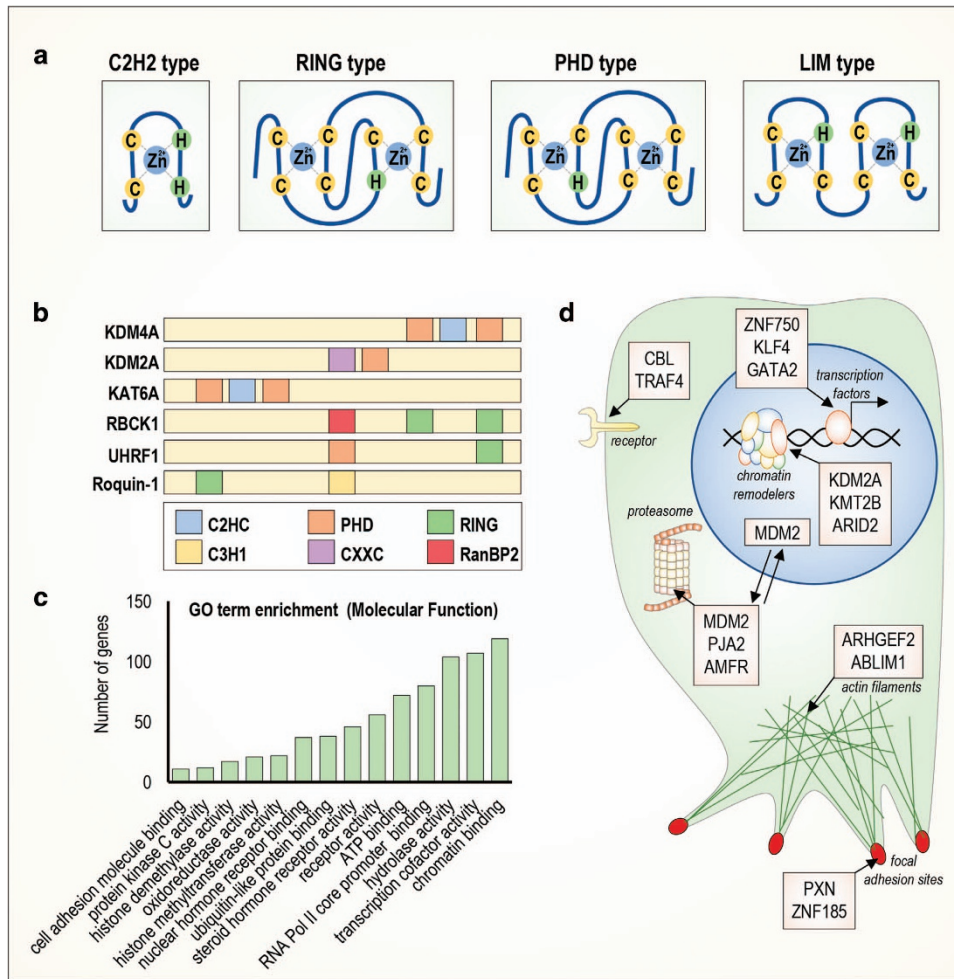 a
C2H2 type
RING type
PHD type
LIM type
C H
Zn2+
C H
C C C C
Zn2+ Zn2+
C C H C
C C C C
Zn2+ Zn2+
C H C C
C H C H
Zn2+ Zn2+
C C C C
b
KDM4A
KDM2A
KAT6A
RBCK1
UHRF1
Roquin-1
C2HC
PHD
RING
C3H1
CXXC
RanBP2
c
GO term enrichment (Molecular Function)
Number of genes
150
100
50
0
cell adhesion molecule binding
protein kinase C activity
histone demethylase activity
oxidoreductase activity
histone methyltransferase activity
nuclear hormone receptor binding
ubiquitin-like protein binding
steroid hormone receptor activity
receptor activity
ATP binding
RNA Pol II core promoter binding
hydrolase activity
transcription cofactor activity
chromatin binding
d
CBL
TRAF4
receptor
ZNF750
KLF4
GATA2
transcription
factors
chromatin
remodelers
KDM2A
KMT2B
ARID2
proteasome
MDM2
MDM2
PJA2
AMFR
ARHGEF2
ABLIM1
actin filaments
focal
adhesion sites
PXN
ZNF185